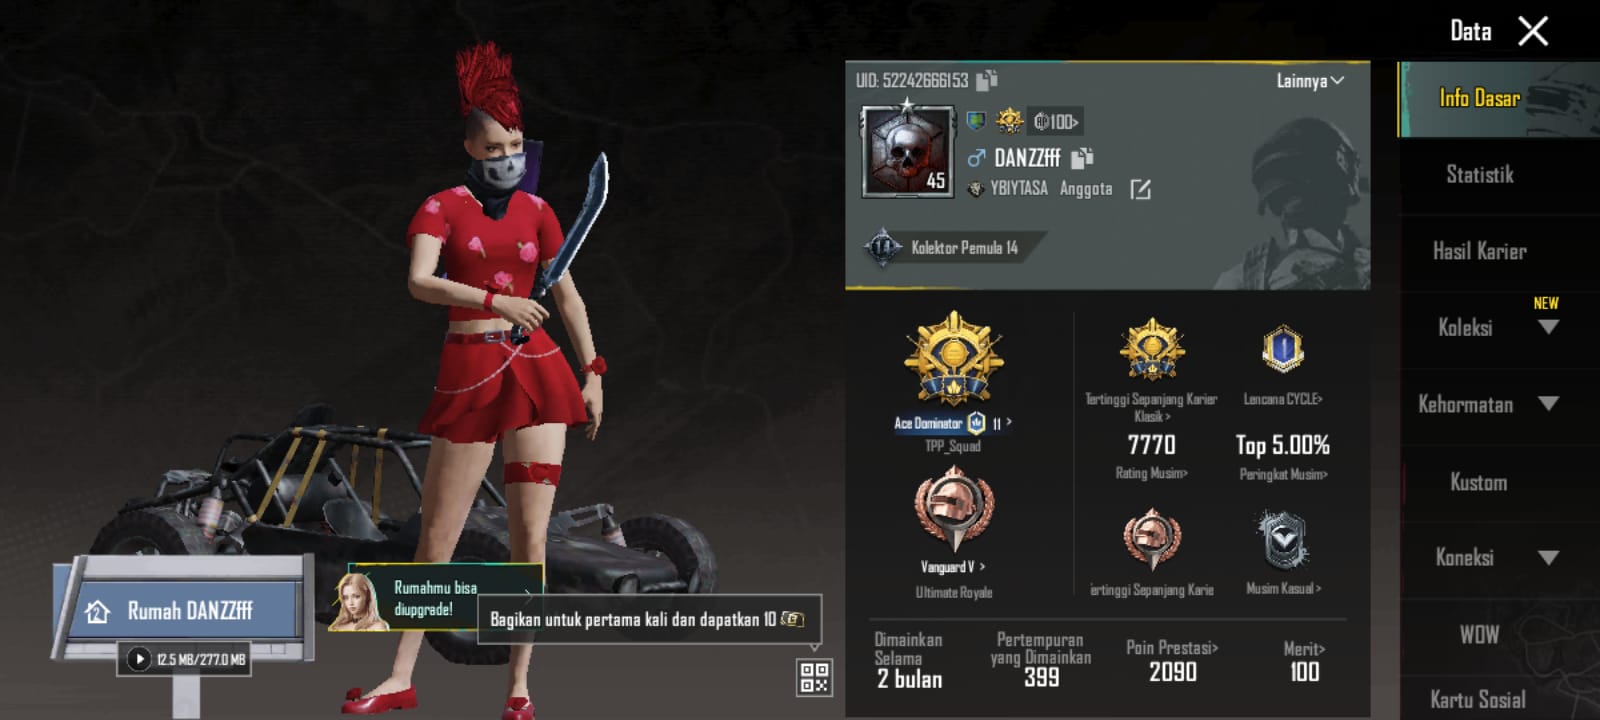 Data
UID: 52242666153
Lainnya
100>
DANZZfff
45
YBIYTASA Anggota
14
Kolektor Pemula 14
Ace Dominator 11 >
TPP_Squad
Vanguard V >
Ultimate Royale
Tertinggi Sepanjang Karier
Klasik >
7770
Rating Musim>
Lencana CYCLE>
Top 5.00%
Peringkat Musim>
ertinggi Sepanjang Karie
Musim Kasual >
Dimainkan
Selama
2 bulan
Pertempuran
yang Dimainkan
399
Poin Prestasi>
2090
Merit>
100
Info Dasar
Statistik
Hasil Karier
NEW
Koleksi
Kehormatan
Kustom
Koneksi
WOW
Kartu Sosial
2
Rumah DANZZfff
12.5 MB/277.0 MB
Rumahmu bisa
diupgrade!
Bagikan untuk pertama kali dan dapatkan 10